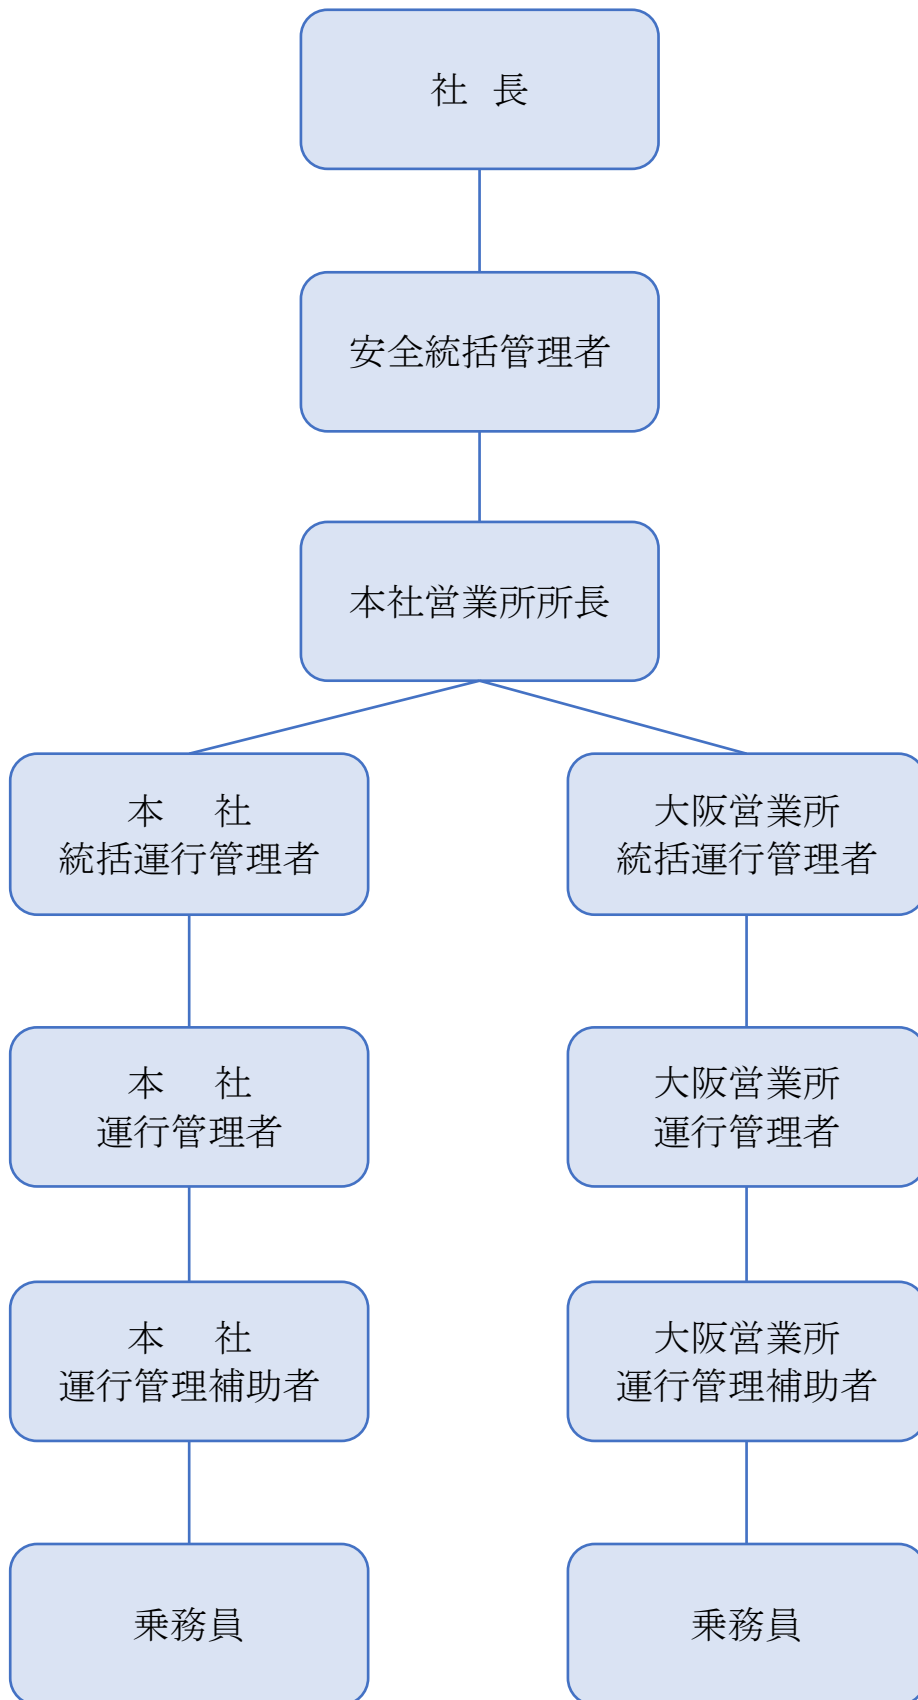 社 長
安全統括管理者
本社営業所所長
本 社
統括運行管理者
大阪営業所
統括運行管理者
本 社
運行管理者
大阪営業所
運行管理者
本 社
運行管理補助者
大阪営業所
運行管理補助者
乗務員
乗務員